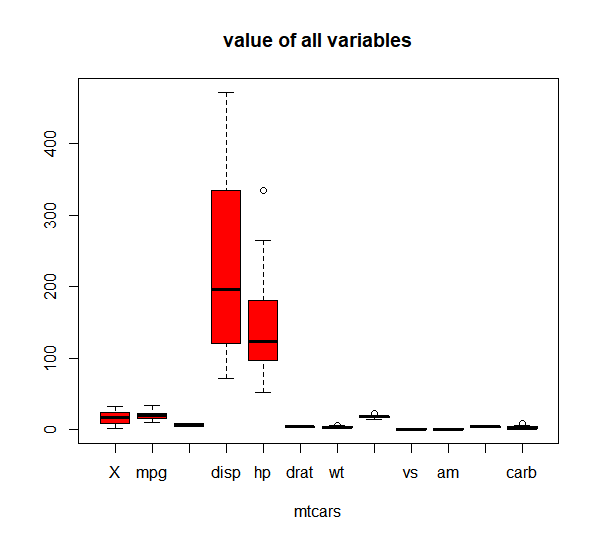 value of all variables
400
300
200
100
0
X mpg disp hp drat wt vs am carb
mtcars